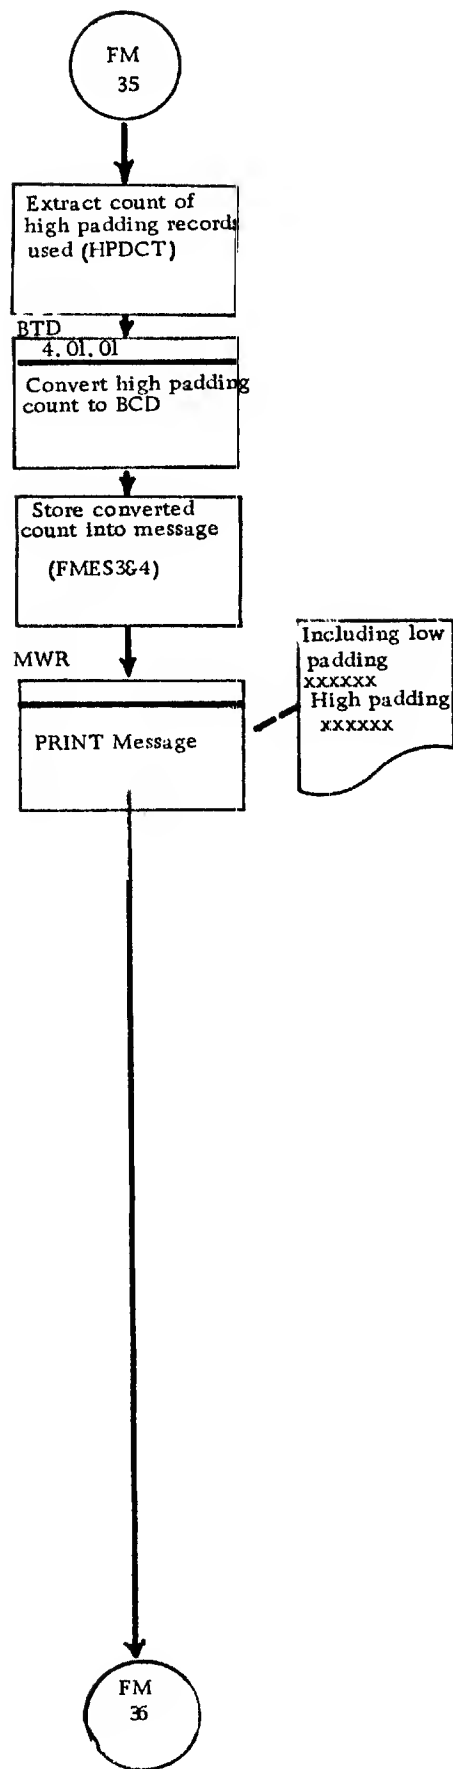 FM
35
Extract count of
high padding records
used (HPDCT)
BTD
4.01.01
Convert high padding
count to BCD
Store converted
count into message
(FMES3&4)
MWR
PRINT Message
Including low
padding
xxxxxx
High padding
xxxxxx
FM
36